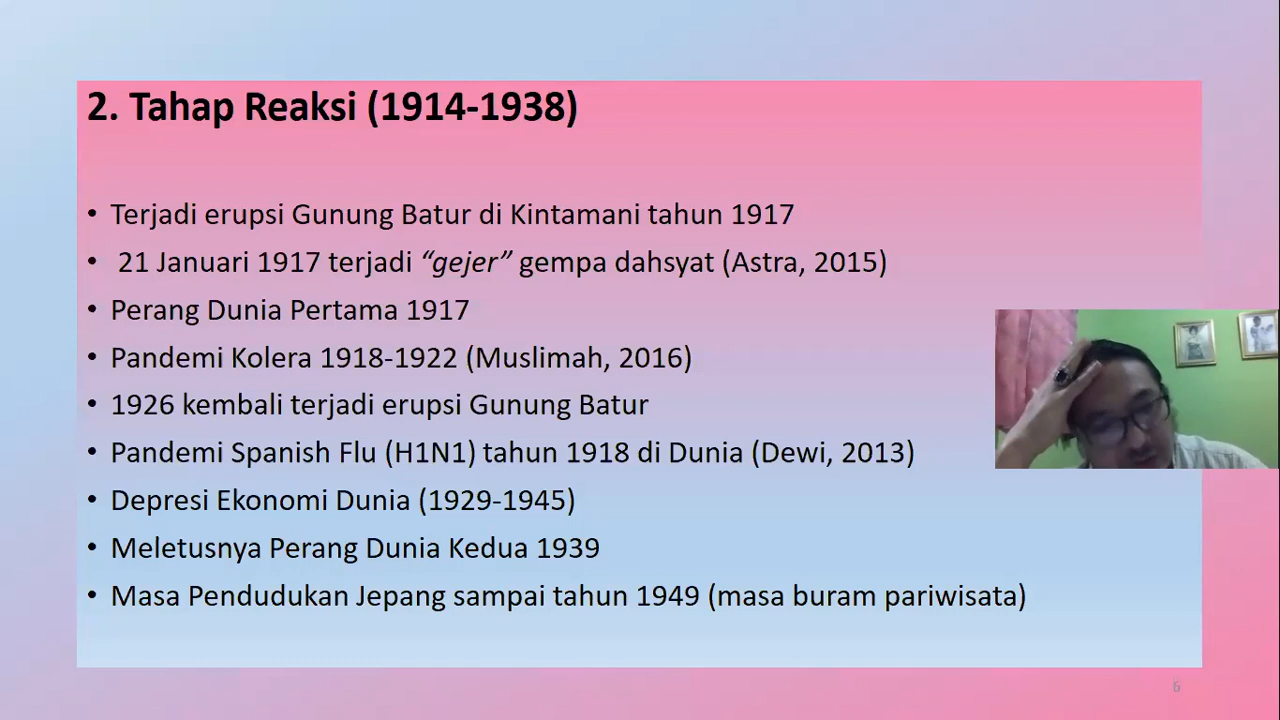 2. Tahap Reaksi (1914-1938)
• Terjadi erupsi Gunung Batur di Kintamani tahun 1917
• 21 Januari 1917 terjadi “gejer” gempa dahsyat (Astra, 2015)
• Perang Dunia Pertama 1917
• Pandemi Kolera 1918-1922 (Muslimah, 2016)
• 1926 kembali terjadi erupsi Gunung Batur
• Pandemi Spanish Flu (H1N1) tahun 1918 di Dunia (Dewi, 2013)
• Depresi Ekonomi Dunia (1929-1945)
• Meletusnya Perang Dunia Kedua 1939
• Masa Pendudukan Jepang sampai tahun 1949 (masa buram pariwisata)
6